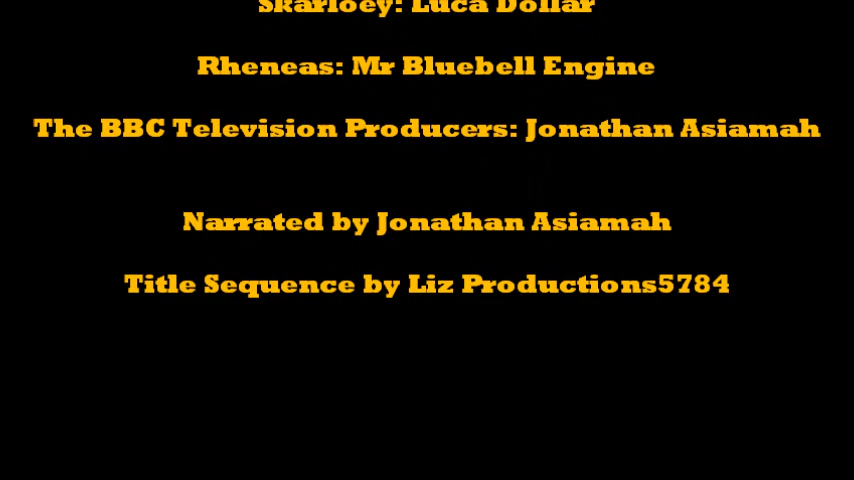 Skarloey: Luca Dollar
Rheneas: Mr Bluebell Engine
The BBC Television Producers: Jonathan Asiamah
Narrated by Jonathan Asiamah
Title Sequence by Liz Productions5784